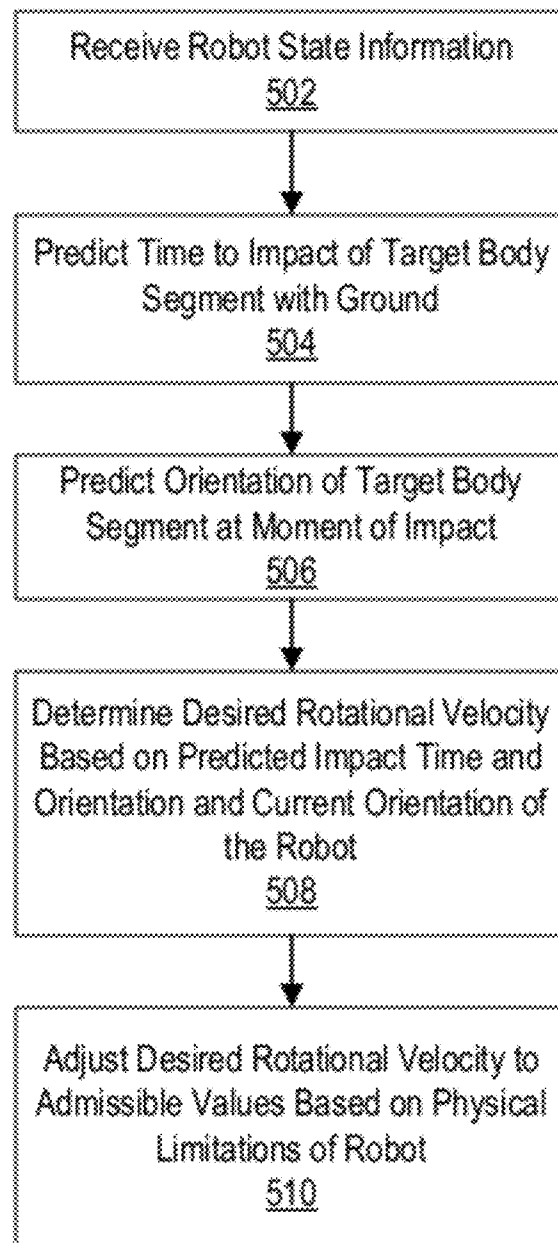 Receive Robot State Information
502
Predict Time to Impact of Target Body
Segment with Ground
504
Predict Orientation of Target Body
Segment at Moment of Impact
506
Determine Desired Rotational Velocity
Based on Predicted Impact Time and
Orientation and Current Orientation of
the Robot
508
Adjust Desired Rotational Velocity to
Admissible Values Based on Physical
Limitations of Robot
510